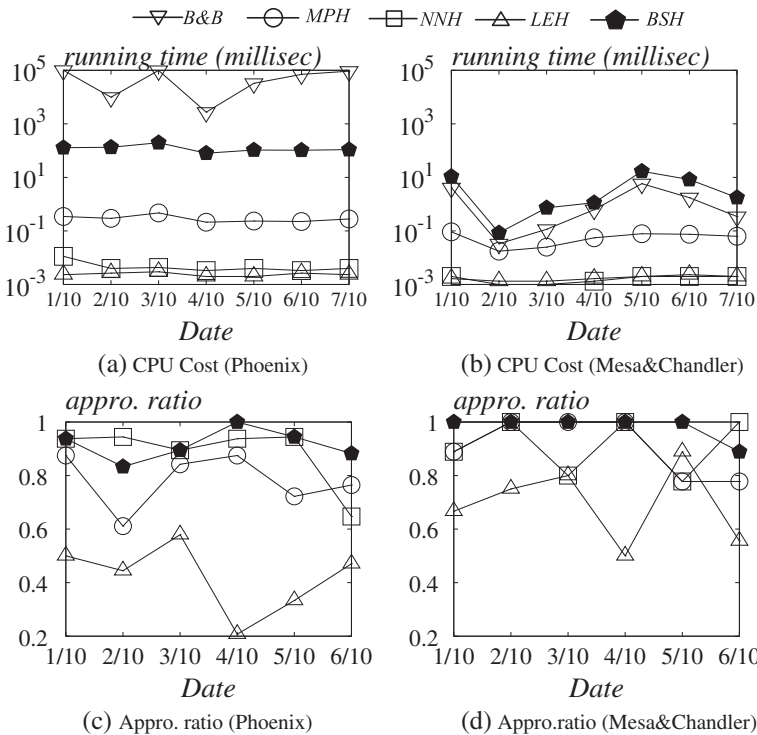 B&B MPH NNH LEH BSH
running time (millisec)
10^5
10^3
10^1
10^-1
10^-3
1/10 2/10 3/10 4/10 5/10 6/10 7/10
Date
(a) CPU Cost (Phoenix)
running time (millisec)
10^5
10^3
10^1
10^-1
10^-3
1/10 2/10 3/10 4/10 5/10 6/10 7/10
Date
(b) CPU Cost (Mesa&Chandler)
appro. ratio
1
0.8
0.6
0.4
0.2
1/10 2/10 3/10 4/10 5/10 6/10
Date
(c) Appro. ratio (Phoenix)
appro. ratio
1
0.8
0.6
0.4
0.2
1/10 2/10 3/10 4/10 5/10 6/10
Date
(d) Appro.ratio (Mesa&Chandler)